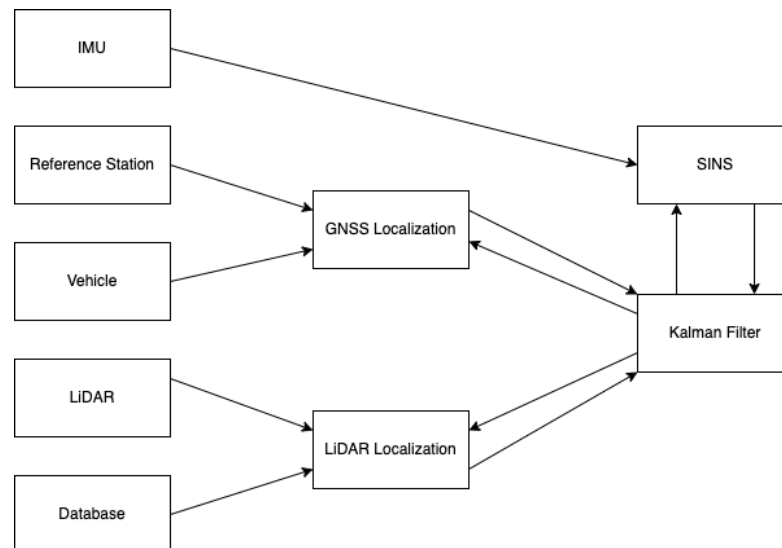 IMU
Reference Station
SINS
GNSS Localization
Vehicle
Kalman Filter
LiDAR
LiDAR Localization
Database